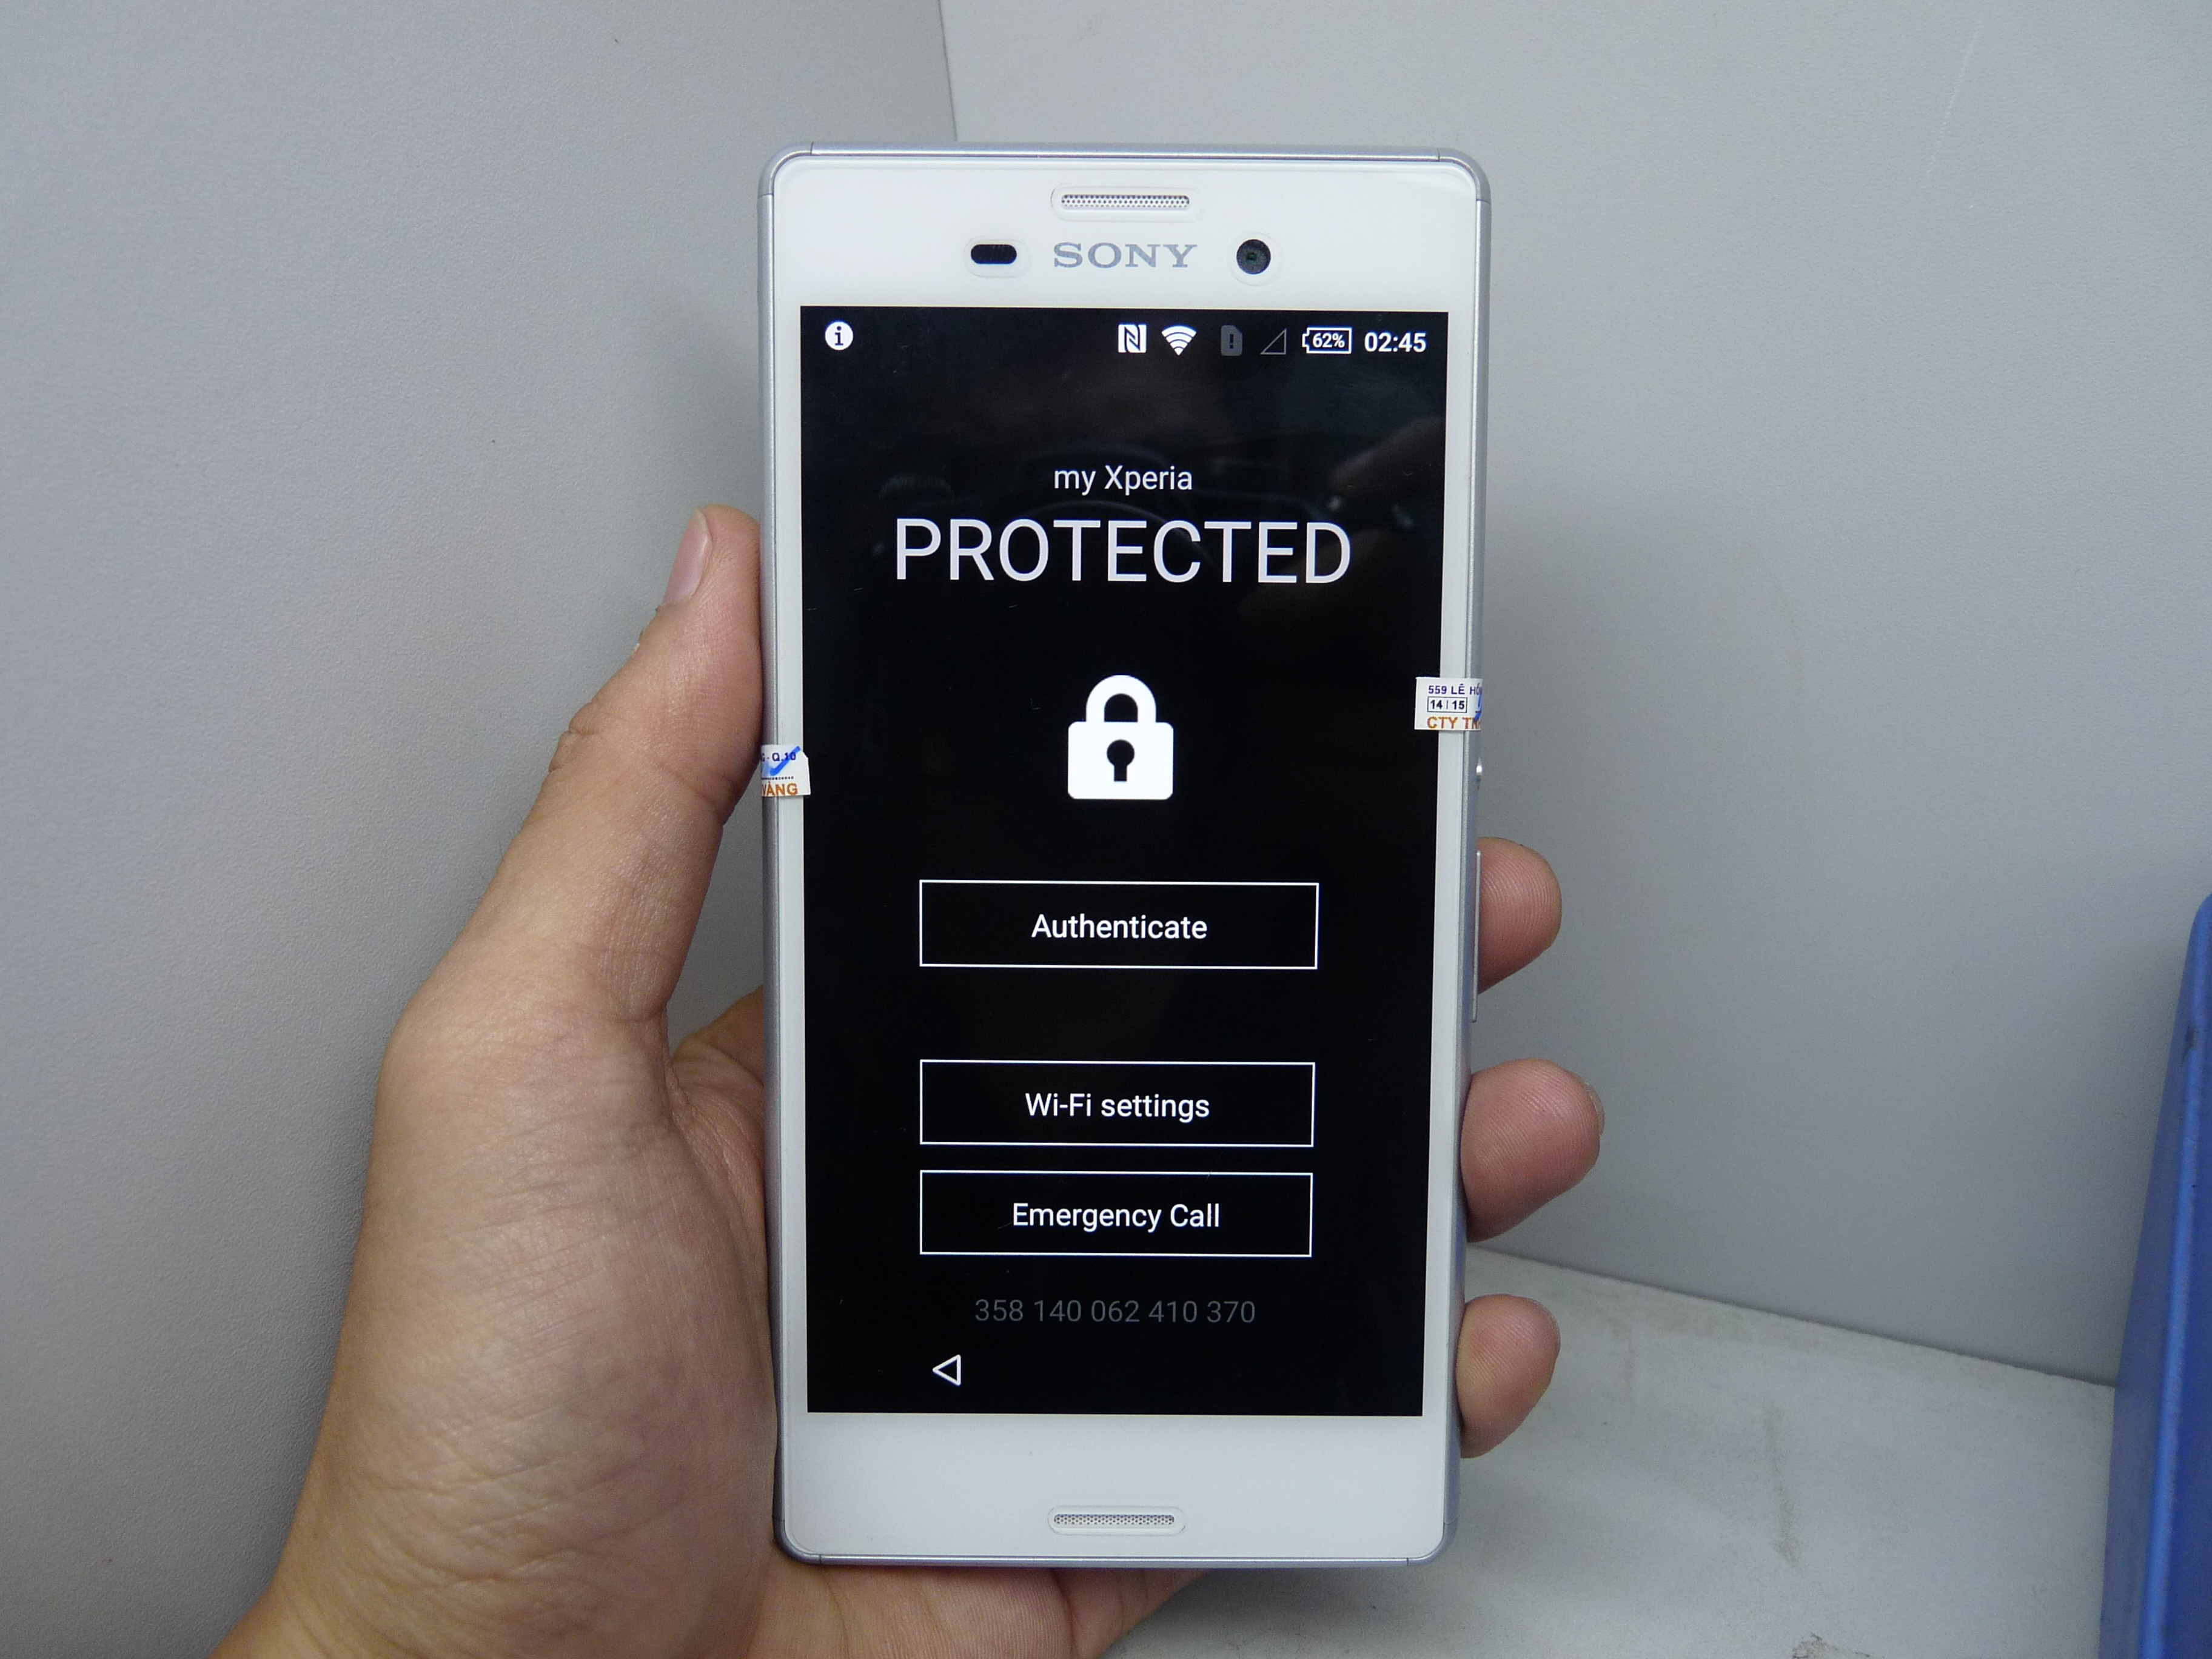 SONY
62%
02:45
my Xperia
PROTECTED
559 LÊ
14 15
CTY
Q.10
VÀNG
Authenticate
Wi-Fi settings
Emergency Call
358 140 062 410 370